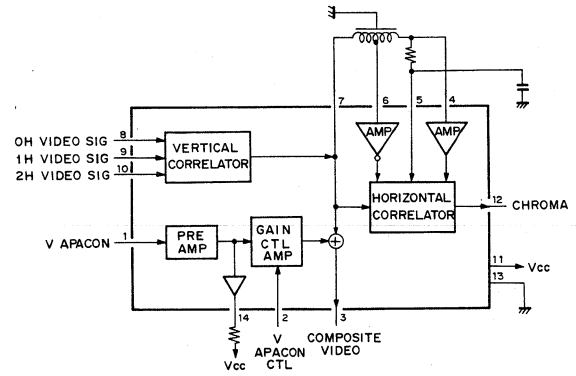 7 6 5 4
AMP AMP
0H VIDEO SIG 8
1H VIDEO SIG 9
2H VIDEO SIG 10
VERTICAL
CORRELATOR
HORIZONTAL
CORRELATOR
12 CHROMA
V APACON 1
PRE
AMP
GAIN
CTL
AMP
11 Vcc
13
14 2 3
Vcc
V
APACON
CTL
COMPOSITE
VIDEO